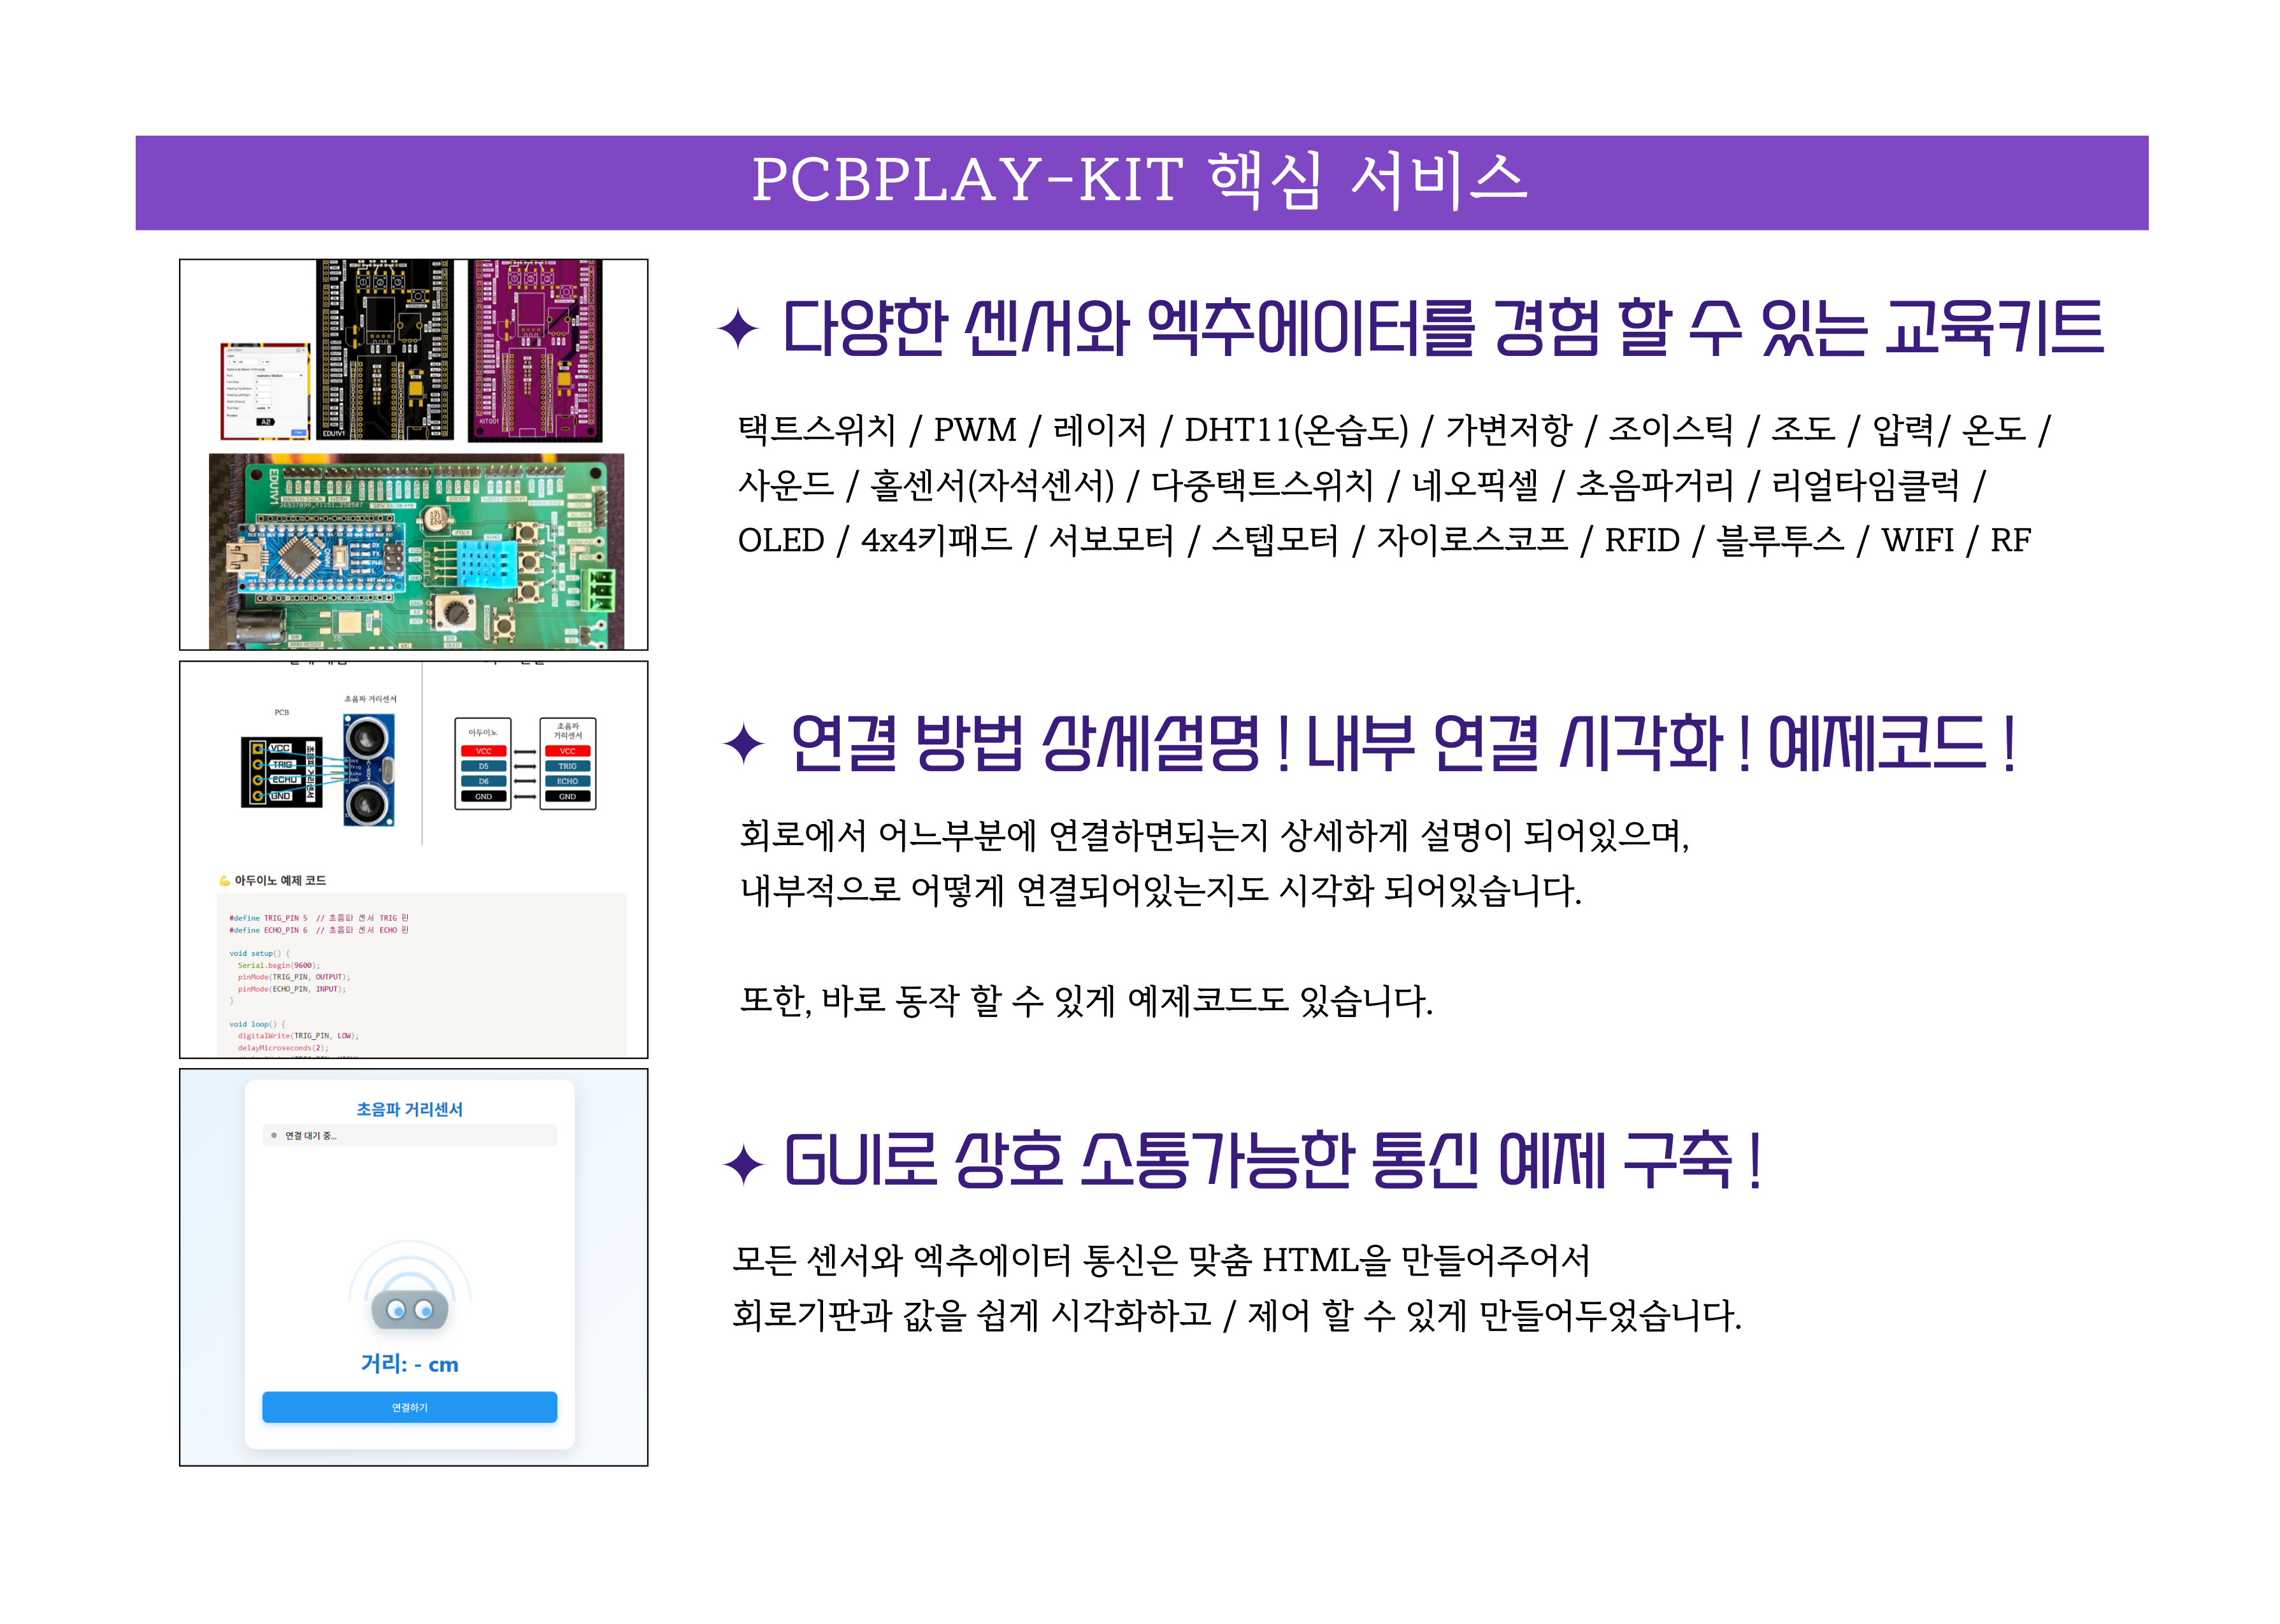 PCBPLAY-KIT 핵심 서비스
다양한 센서와 엑추에이터를 경험 할 수 있는 교육키트
택트스위치 / PWM / 레이저 / DHT11(온습도) / 가변저항 / 조이스틱 / 조도 / 압력/ 온도 /
사운드 / 홀센서(자석센서) / 다중택트스위치 / 네오픽셀 / 초음파거리 / 리얼타임클럭 /
OLED / 4x4키패드 / 서보모터 / 스텝모터 / 자이로스코프 / RFID / 블루투스 / WIFI / RF
EDU1V1
KIT001
A2
EDU1V1
연결 방법 상세설명 ! 내부 연결 시각화 ! 예제코드 !
회로에서 어느부분에 연결하면되는지 상세하게 설명이 되어있으며,
내부적으로 어떻게 연결되어있는지도 시각화 되어있습니다.
또한, 바로 동작 할 수 있게 예제코드도 있습니다.
PCB
초음파 거리센서
VCC
TRIG
ECHO
GND
초음파 거리센서
Vcc
Trig
Echo
Gnd
아두이노
초음파
거리센서
VCC VCC
D5 TRIG
D6 ECHO
GND GND
💪 아두이노 예제 코드
#define TRIG_PIN 5 // 초음파 센서 TRIG 핀
#define ECHO_PIN 6 // 초음파 센서 ECHO 핀
void setup() {
Serial.begin(9600);
pinMode(TRIG_PIN, OUTPUT);
pinMode(ECHO_PIN, INPUT);
}
void loop() {
digitalWrite(TRIG_PIN, LOW);
delayMicroseconds(2);
GUI로 상호 소통가능한 통신 예제 구축 !
모든 센서와 엑추에이터 통신은 맞춤 HTML을 만들어주어서
회로기판과 값을 쉽게 시각화하고 / 제어 할 수 있게 만들어두었습니다.
초음파 거리센서
연결 대기 중...
거리: - cm
연결하기